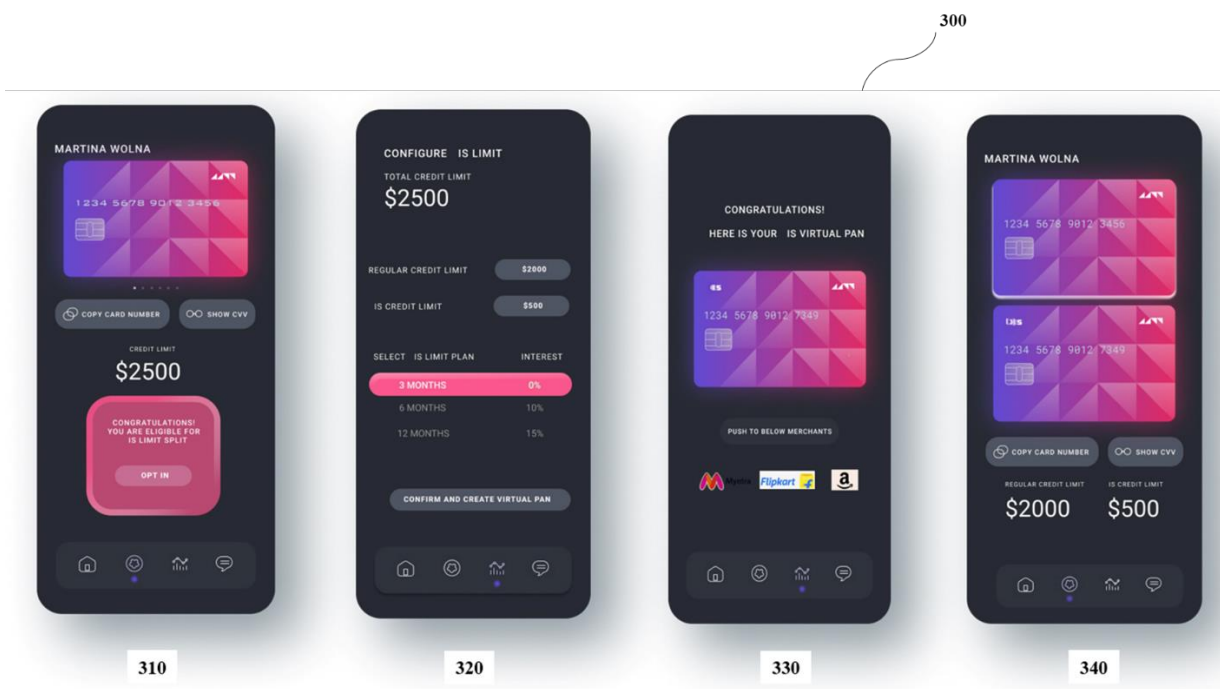 300
MARTINA WOLNA
1234 5678 9012 3456
COPY CARD NUMBER
SHOW CVV
CREDIT LIMIT
$2500
CONGRATULATIONS!
YOU ARE ELIGIBLE FOR
IS LIMIT SPLIT
OPT IN
310
CONFIGURE IS LIMIT
TOTAL CREDIT LIMIT
$2500
REGULAR CREDIT LIMIT $2000
IS CREDIT LIMIT $500
SELECT IS LIMIT PLAN INTEREST
3 MONTHS 0%
6 MONTHS 10%
12 MONTHS 15%
CONFIRM AND CREATE VIRTUAL PAN
320
CONGRATULATIONS!
HERE IS YOUR IS VIRTUAL PAN
1234 5678 9012 7349
PUSH TO BELOW MERCHANTS
Myntra
Flipkart
a
330
MARTINA WOLNA
1234 5678 9012 3456
1234 5678 9012 7349
COPY CARD NUMBER
SHOW CVV
REGULAR CREDIT LIMIT
IS CREDIT LIMIT
$2000
$500
340